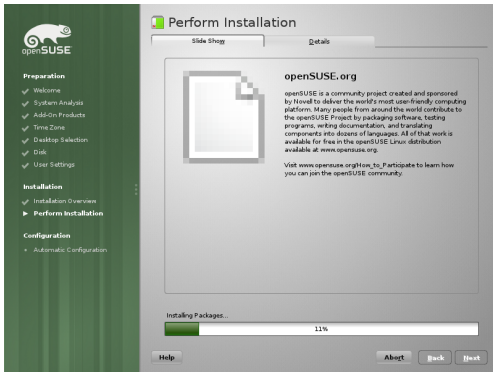 openSUSE
Preparation
Welcome
System Analysis
Add-On Products
Time Zone
Desktop Selection
Disk
User Settings
Installation
Installation Overview
Perform Installation
Configuration
Automatic Configuration
Perform Installation
Slide Show
Details
openSUSE.org
openSUSE is a community project created and sponsored
by Novell to deliver the world's most user-friendly computing
platform. Many people from around the world contribute to
the openSUSE Project by packaging software, testing
programs, writing documentation, and translating
components into dozens of languages. All of that work is
available for free in the openSUSE Linux distribution
available at www.opensuse.org.
Visit www.opensuse.org/How_to_Participate to learn how
you can join the openSUSE community.
Installing Packages...
11%
Help
Abort
Back
Next